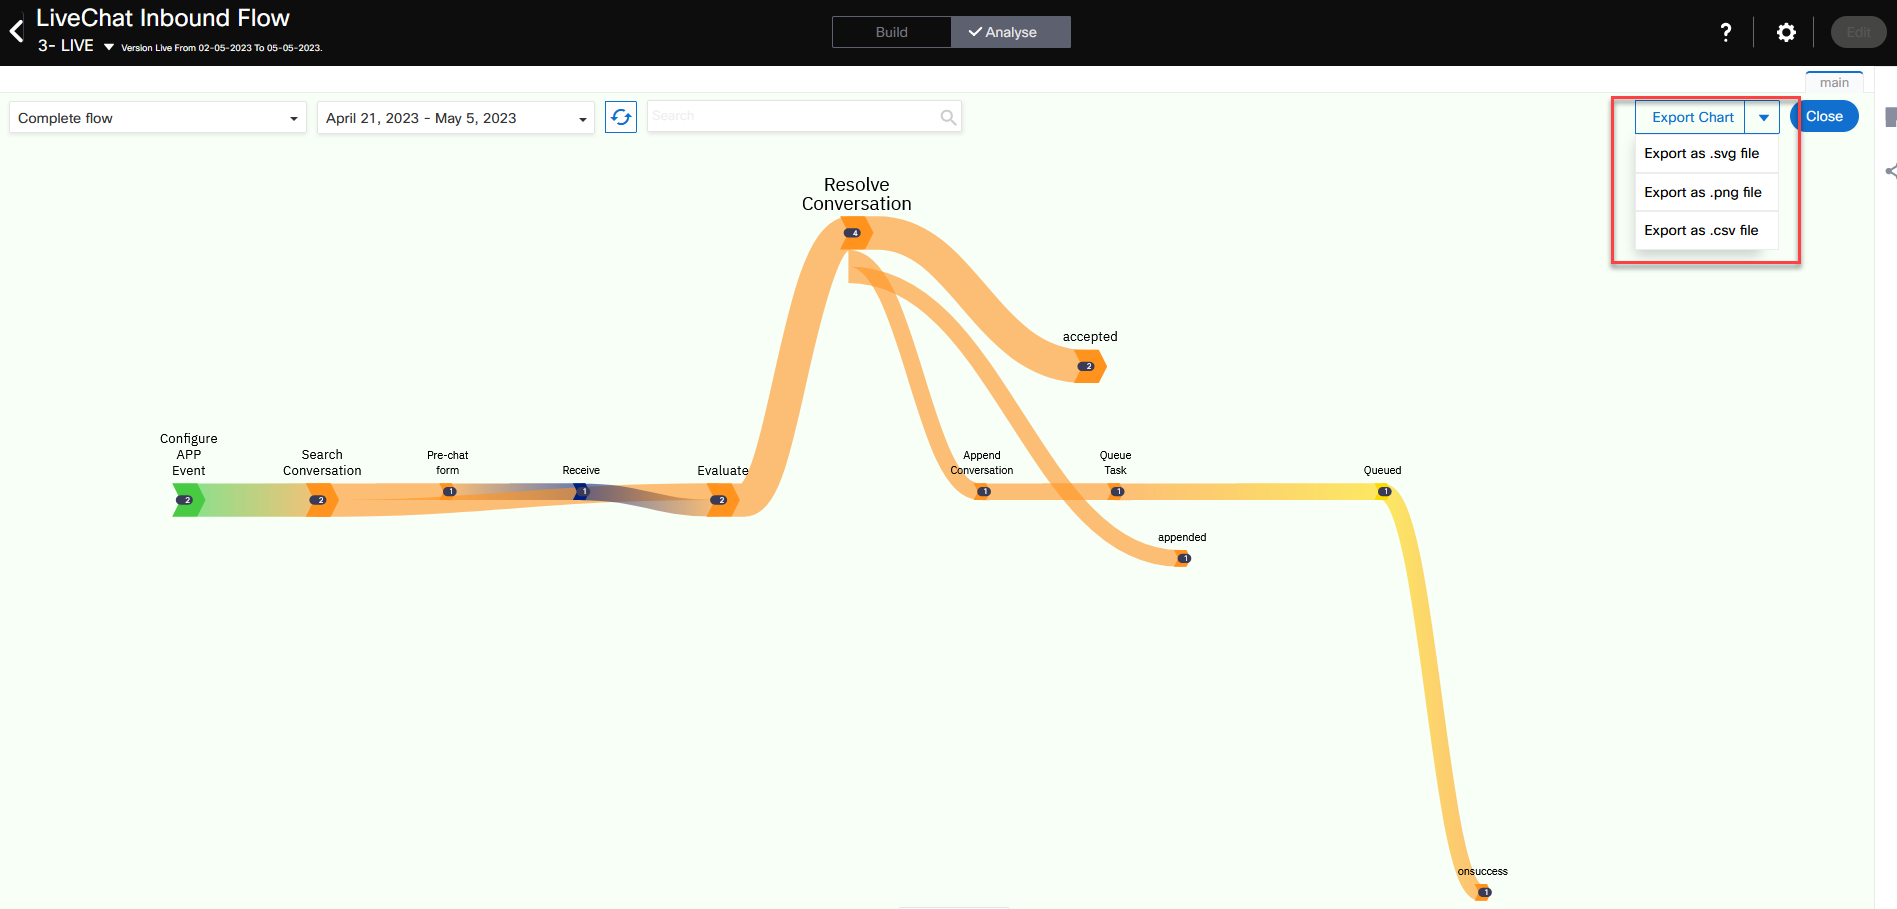 LiveChat Inbound Flow
3- LIVE
Version Live From 02-05-2023 To 05-05-2023.
Build
Analyse
?
Edit
main
Complete flow
April 21, 2023 - May 5, 2023
Search
Export Chart
Close
Export as .svg file
Export as .png file
Export as .csv file
Resolve
Conversation
4
accepted
2
Configure
APP
Event
2
Search
Conversation
2
Pre-chat
form
1
Receive
1
Evaluate
2
Append
Conversation
1
Queue
Task
1
Queued
1
appended
1
onsuccess
1